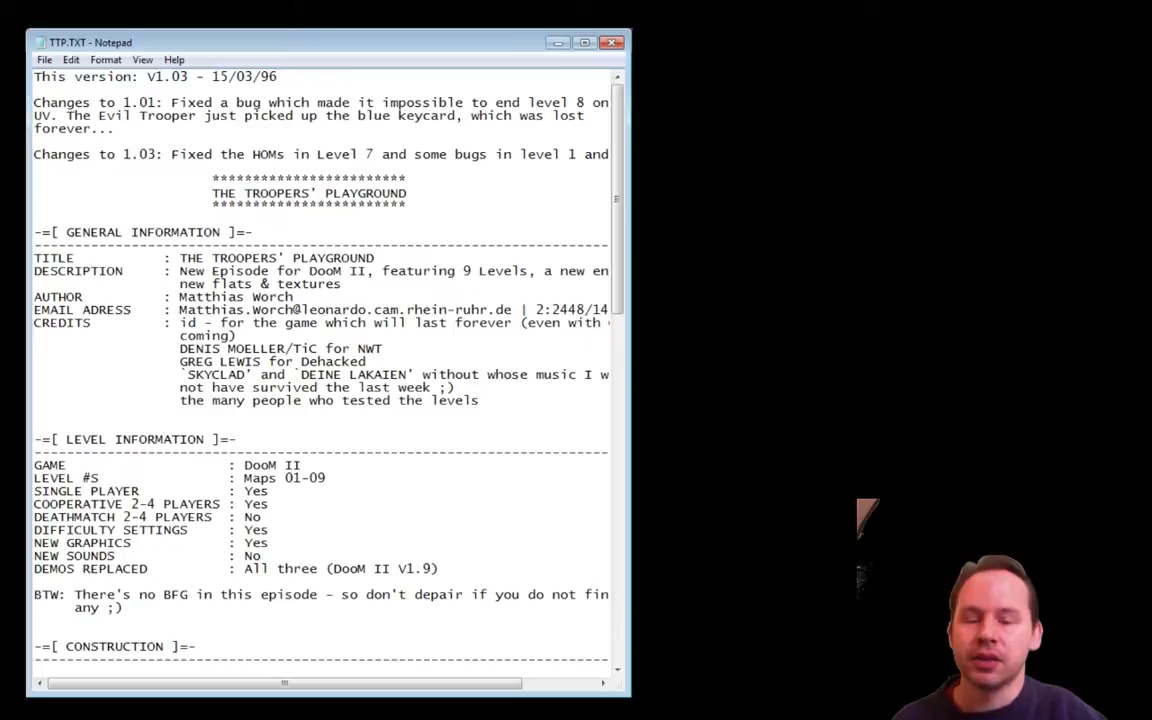 TTP.TXT - Notepad
File Edit Format View Help
This version: V1.03 - 15/03/96
Changes to 1.01: Fixed a bug which made it impossible to end level 8 on
UV. The Evil Trooper just picked up the blue keycard, which was lost
forever...
Changes to 1.03: Fixed the HOMs in Level 7 and some bugs in level 1 and
************************
THE TROOPERS' PLAYGROUND
************************
-=[ GENERAL INFORMATION ]=-
-----------------------------------------------------------------------
TITLE : THE TROOPERS' PLAYGROUND
DESCRIPTION : New Episode for DooM II, featuring 9 Levels, a new en
new flats & textures
AUTHOR : Matthias Worch
EMAIL ADRESS : Matthias.Worch@leonardo.cam.rhein-ruhr.de | 2:2448/14
CREDITS : id - for the game which will last forever (even with
coming)
DENIS MOELLER/TiC for NWT
GREG LEWIS for Dehacked
`SKYCLAD' and `DEINE LAKAIEN' without whose music I w
not have survived the last week ;)
the many people who tested the levels
-=[ LEVEL INFORMATION ]=-
-----------------------------------------------------------------------
GAME : DooM II
LEVEL #S : Maps 01-09
SINGLE PLAYER : Yes
COOPERATIVE 2-4 PLAYERS : Yes
DEATHMATCH 2-4 PLAYERS : No
DIFFICULTY SETTINGS : Yes
NEW GRAPHICS : Yes
NEW SOUNDS : No
DEMOS REPLACED : All three (DooM II V1.9)
BTW: There's no BFG in this episode - so don't depair if you do not fin
any ;)
-=[ CONSTRUCTION ]=-
-----------------------------------------------------------------------